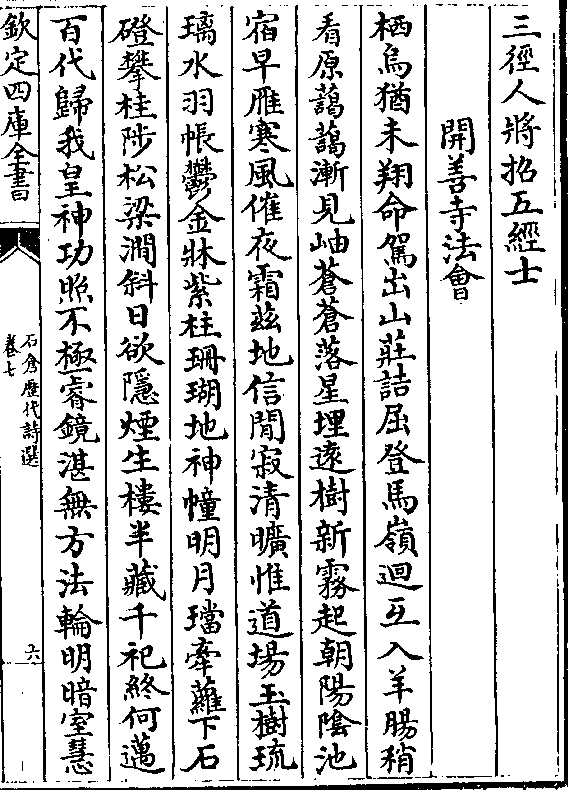 三徑人將招五經士
開善寺法會
栖烏猶未翔命駕出山莊詰屈登馬嶺迴互入羊腸稍
看原藹藹漸見岫蒼蒼落星埋遠樹新霧起朝陽陰池
宿早雁寒風催夜霜茲地信閒寂清曠惟道場玉樹琉
璃水羽帳鬱金牀紫柱珊瑚地神幢明月璫牽蘿下石
磴攀桂陟松梁澗斜日欲隱煙生樓半藏千祀終何邁
百代歸我皇神功照不極睿鏡湛無方法輪明暗室慧
欽定四庫全書
石倉歷代詩選
卷七
六